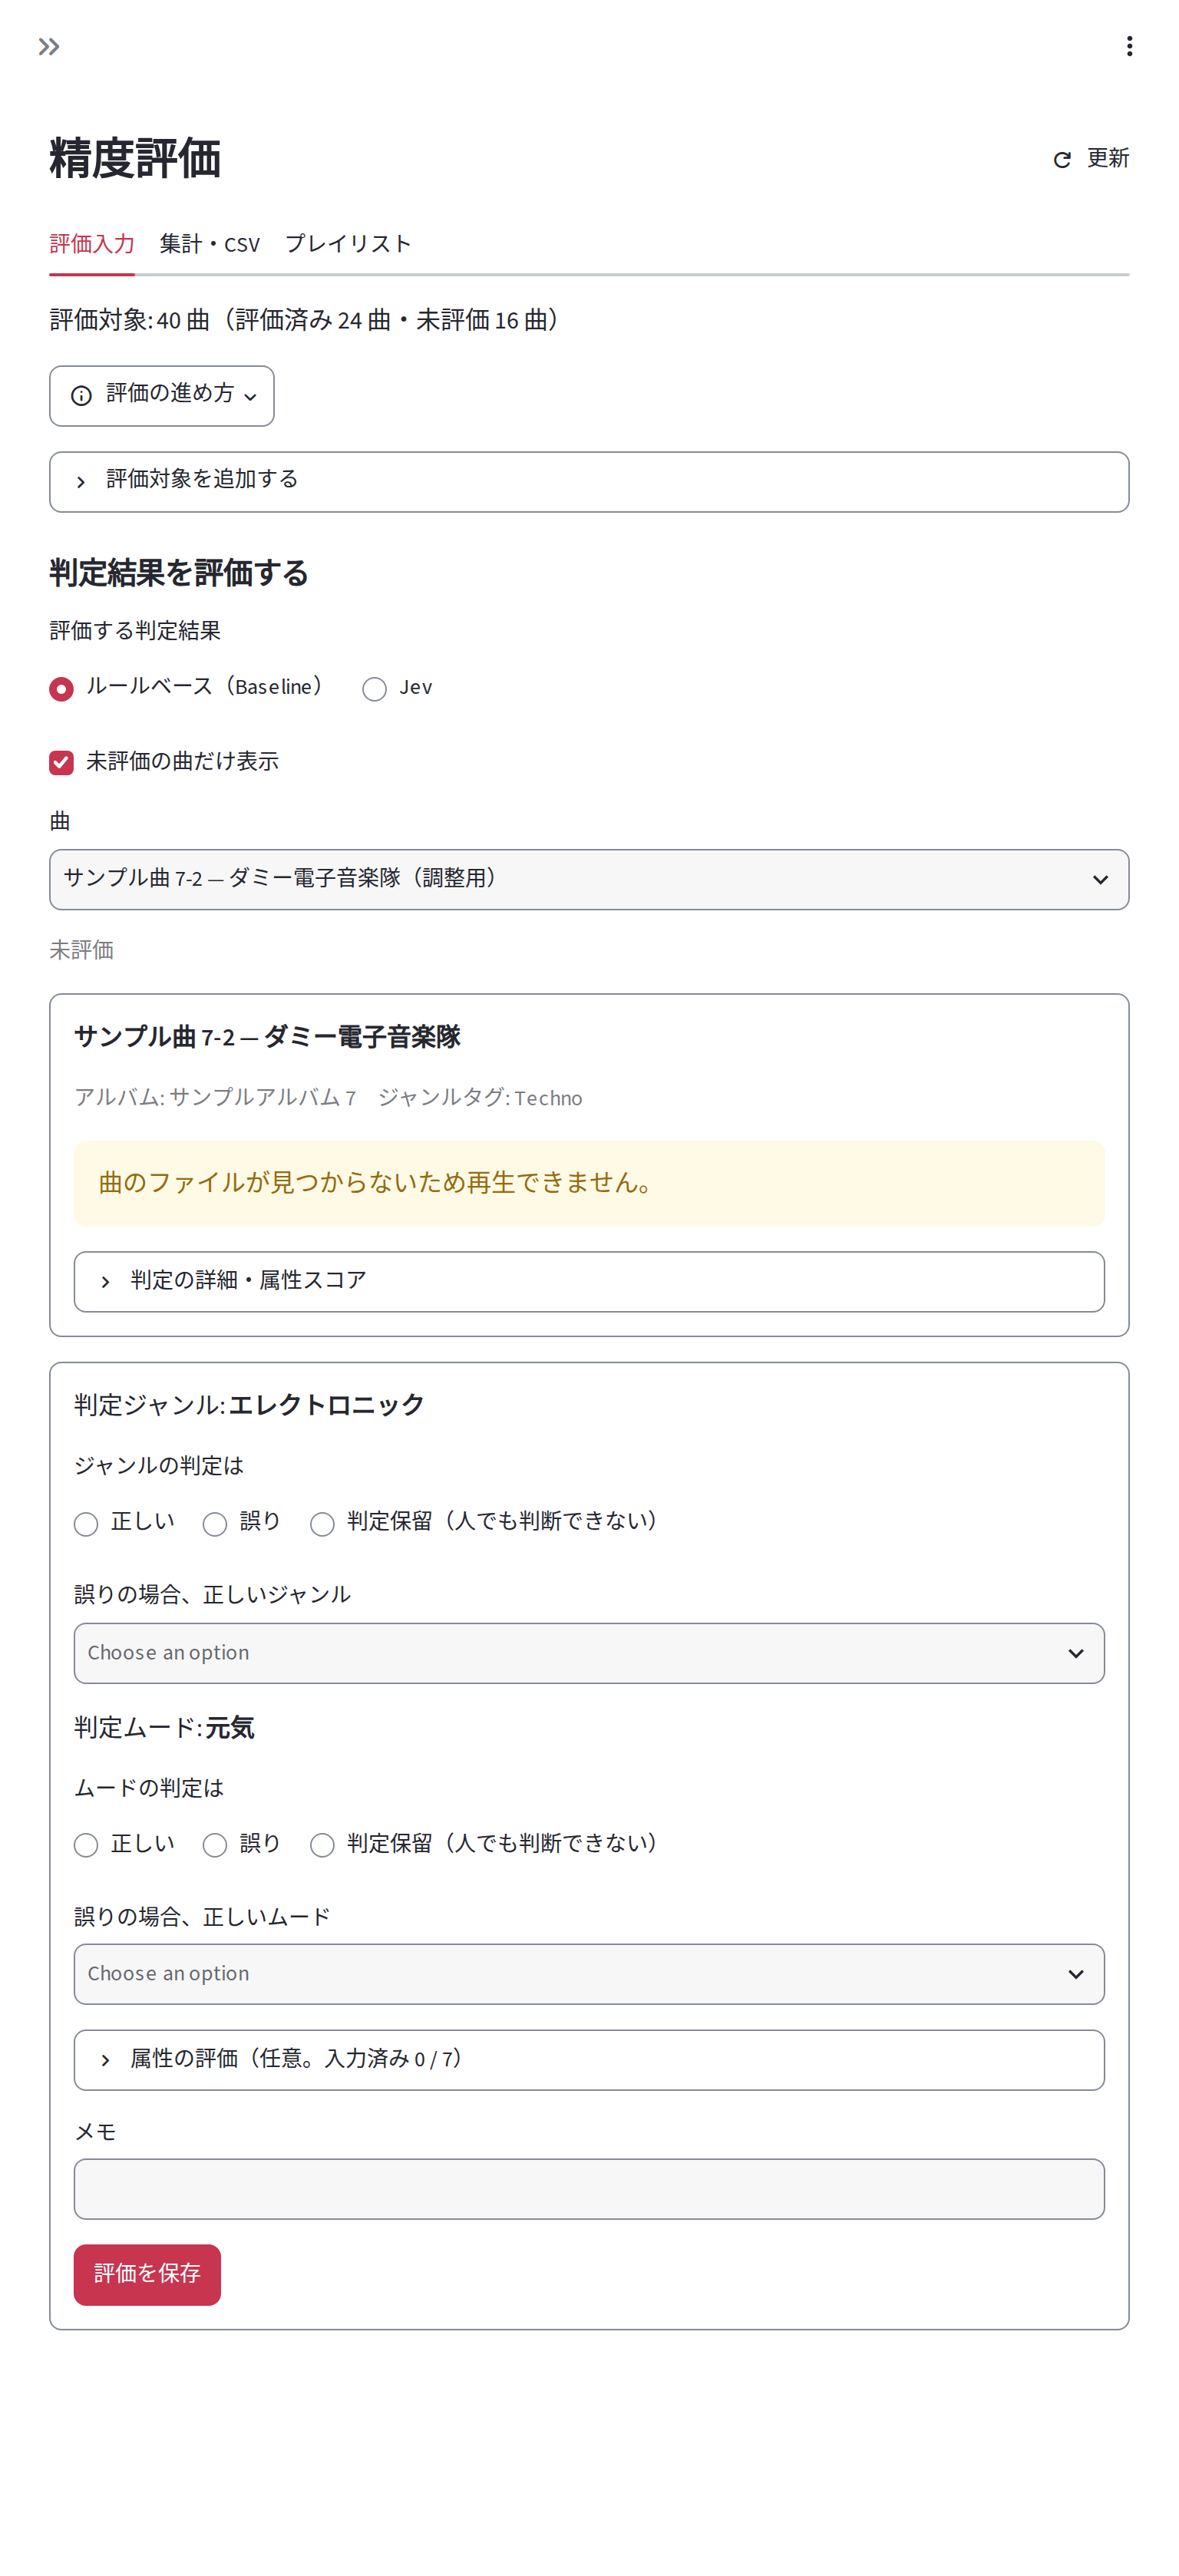 精度評価
更新
評価入力 集計・CSV プレイリスト
評価対象: 40 曲（評価済み 24 曲・未評価 16 曲）
評価の進め方
評価対象を追加する
判定結果を評価する
評価する判定結果
ルールベース（Baseline） Jev
未評価の曲だけ表示
曲
サンプル曲 7-2 — ダミー電子音楽隊（調整用）
未評価
サンプル曲 7-2 — ダミー電子音楽隊
アルバム: サンプルアルバム 7　ジャンルタグ: Techno
曲のファイルが見つからないため再生できません。
判定の詳細・属性スコア
判定ジャンル: エレクトロニック
ジャンルの判定は
正しい 誤り 判定保留（人でも判断できない）
誤りの場合、正しいジャンル
Choose an option
判定ムード: 元気
ムードの判定は
正しい 誤り 判定保留（人でも判断できない）
誤りの場合、正しいムード
Choose an option
属性の評価（任意。入力済み 0 / 7）
メモ
評価を保存